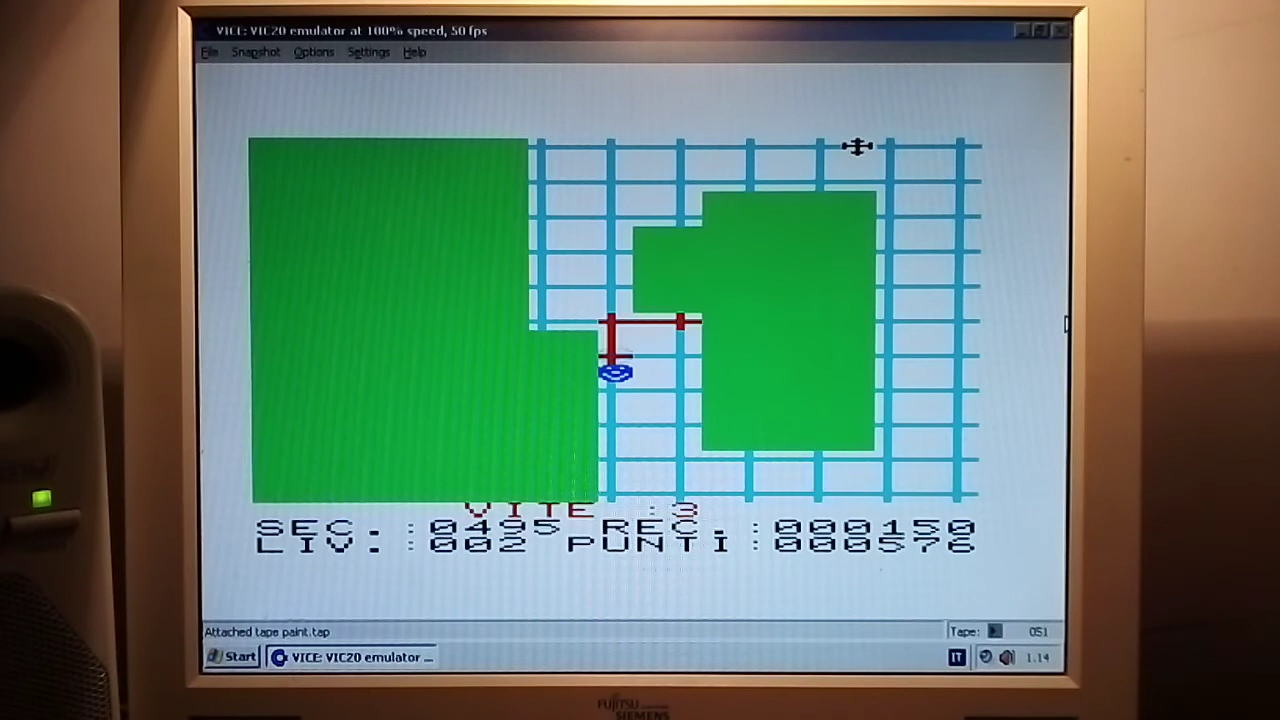 VICE: VIC20 emulator at 100% speed, 50 fps
File Snapshot Options Settings Help
VITE :3
SEC. :0495 REC. :000150
LIV. :002 PUNTI :000576
Attached tape paint.tap
Tape: 051
Start VICE: VIC20 emulator ... IT 1.14
FUJITSU
SIEMENS